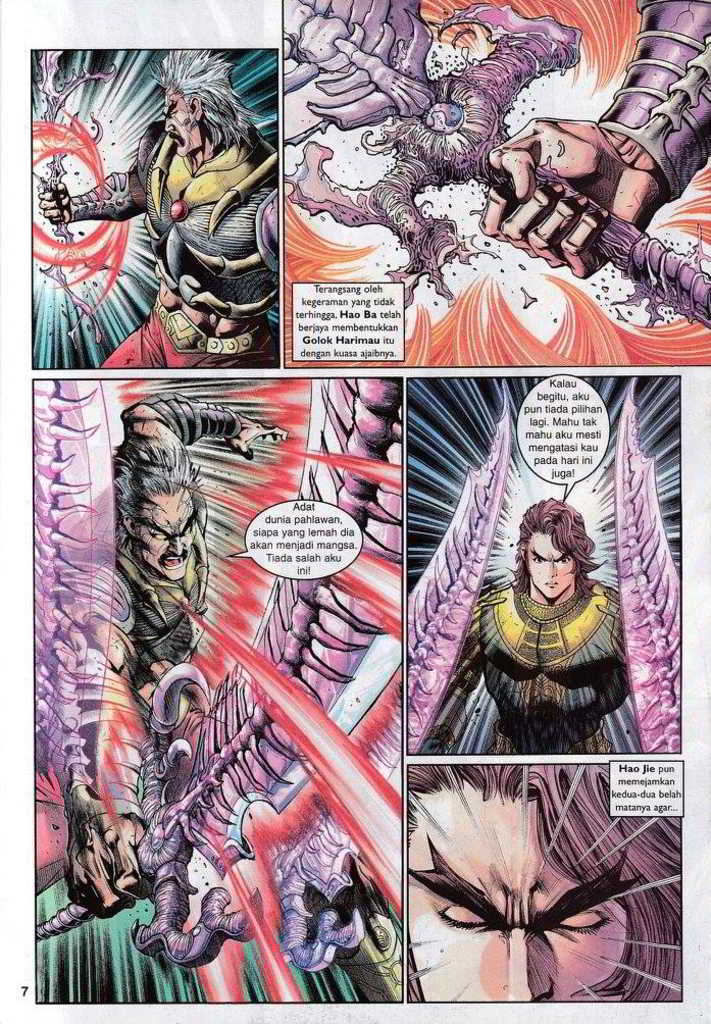 Terangsang oleh
kegeraman yang tidak
terhingga, Hao Ba telah
berjaya membentukkan
Golok Harimau itu
dengan kuasa ajaibnya.
Adat
dunia pahlawan,
siapa yang lemah dia
akan menjadi mangsa.
Tiada salah aku
ini!
Kalau
begitu, aku
pun tiada pilihan
lagi. Mahu tak
mahu aku mesti
mengatasi kau
pada hari ini
juga!
Hao Jie pun
memejamkan
kedua-dua belah
matanya agar...
7